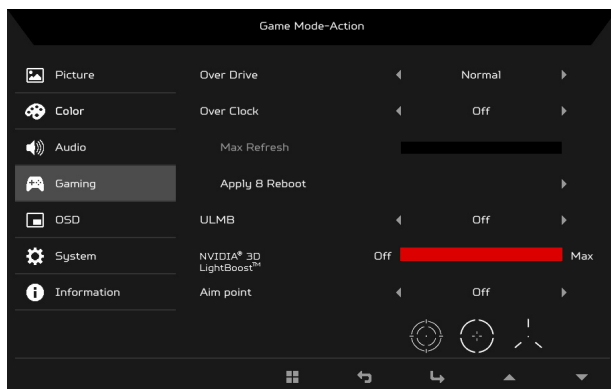 Game Mode-Action
Picture
Over Drive
Normal
Color
Over Clock
Off
Audio
Max Refresh
Gaming
Apply 8 Reboot
OSD
ULMB
Off
System
NVIDIA® 3D
LightBoost™
Off
Max
Information
Aim point
Off